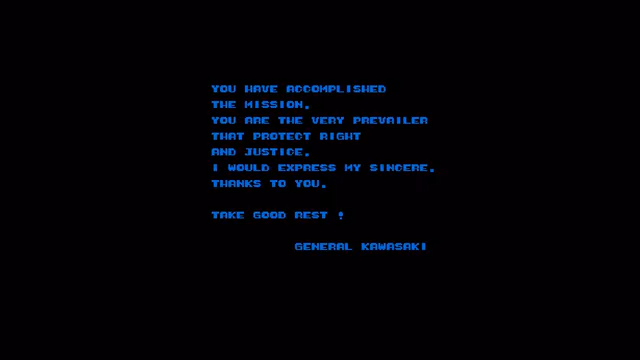 YOU HAVE ACCOMPLISHED
THE MISSION.
YOU ARE THE VERY PREVAILER
THAT PROTECT RIGHT
AND JUSTICE.
I WOULD EXPRESS MY SINCERE.
THANKS TO YOU.
TAKE GOOD REST !
GENERAL KAWASAKI